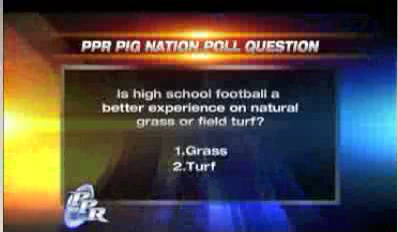 PPR PIG NATION POLL QUESTION
Is high school football a
better experience on natural
grass or field turf?
1.Grass
2.Turf
PPR